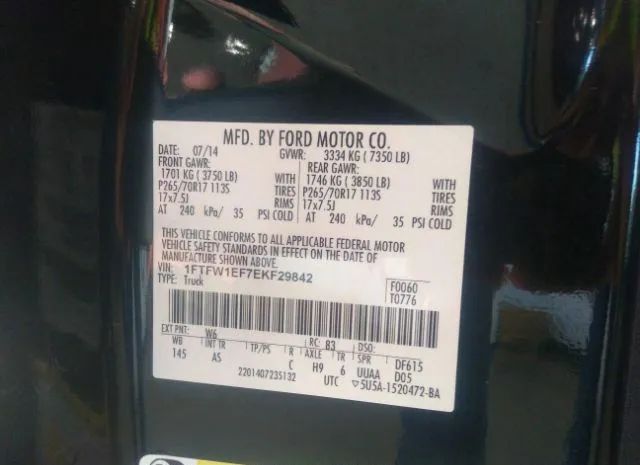 MFD. BY FORD MOTOR CO.
DATE: 07/14 GVWR: 3334 KG ( 7350 LB)
FRONT GAWR: REAR GAWR:
1701 KG ( 3750 LB) WITH 1746 KG ( 3850 LB) WITH
P265/70R17 113S TIRES P265/70R17 113S TIRES
17x7.5J RIMS 17x7.5J RIMS
AT 240 kPa/ 35 PSI COLD AT 240 kPa/ 35 PSI COLD
THIS VEHICLE CONFORMS TO ALL APPLICABLE FEDERAL MOTOR
VEHICLE SAFETY STANDARDS IN EFFECT ON THE DATE OF
MANUFACTURE SHOWN ABOVE.
VIN: 1FTFW1EF7EKF29842 F0060
TYPE: Truck T0776
EXT PNT: W6 RC: 83 DSO:
WB INT TR TP/PS R AXLE TR SPR DF615
145 AS C H9 6 UUAA D05
2201407235132 UTC ▽5U5A-1520472-BA